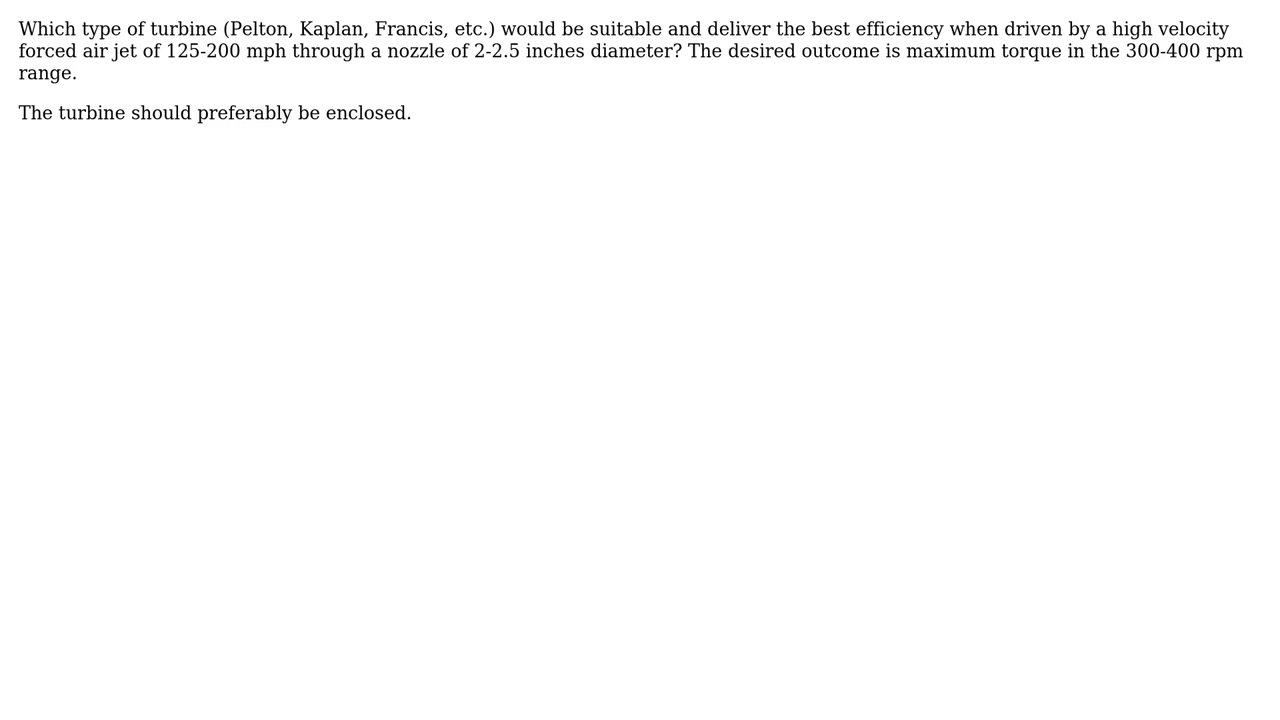 Which type of turbine (Pelton, Kaplan, Francis, etc.) would be suitable and deliver the best efficiency when driven by a high velocity
forced air jet of 125-200 mph through a nozzle of 2-2.5 inches diameter? The desired outcome is maximum torque in the 300-400 rpm
range.
The turbine should preferably be enclosed.